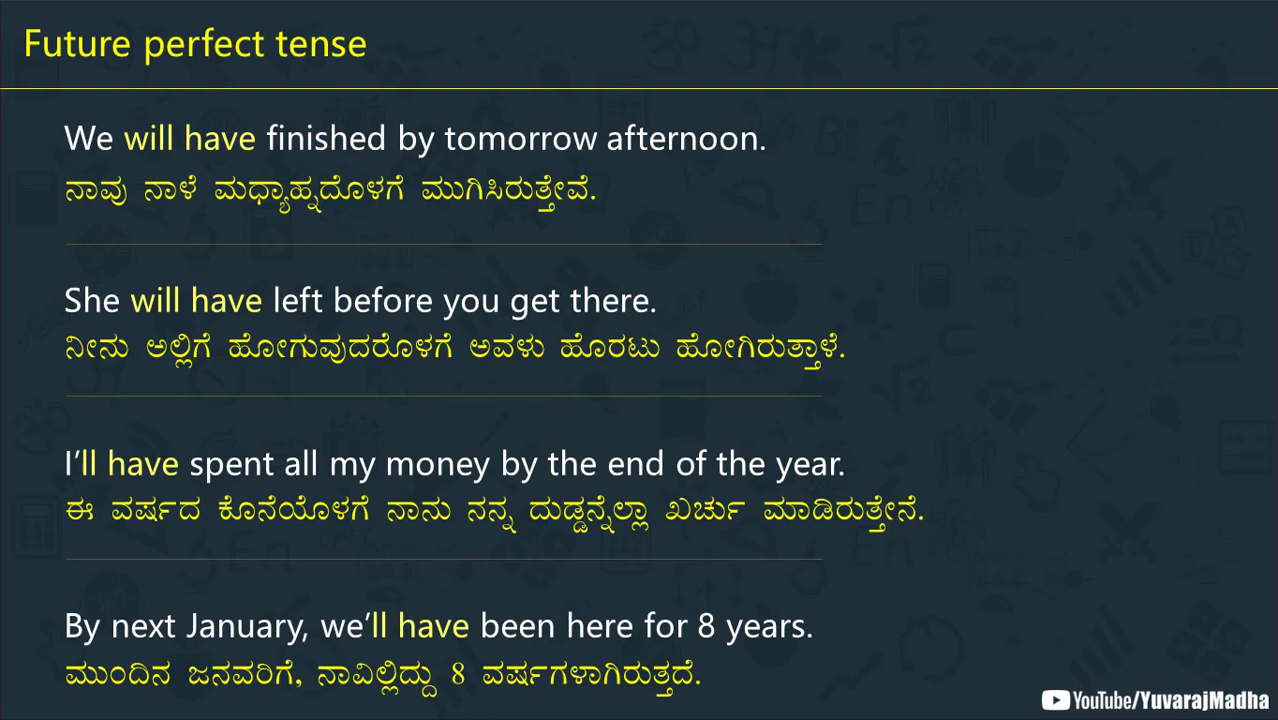 Future perfect tense
We will have finished by tomorrow afternoon.
ನಾವು ನಾಳೆ ಮಧ್ಯಾಹ್ನದೊಳಗೆ ಮುಗಿಸಿರುತ್ತೇವೆ.
She will have left before you get there.
ನೀನು ಅಲ್ಲಿಗೆ ಹೋಗುವುದರೊಳಗೆ ಅವಳು ಹೊರಟು ಹೋಗಿರುತ್ತಾಳೆ.
I’ll have spent all my money by the end of the year.
ಈ ವರ್ಷದ ಕೊನೆಯೊಳಗೆ ನಾನು ನನ್ನ ದುಡ್ಡನ್ನೆಲ್ಲಾ ಖರ್ಚು ಮಾಡಿರುತ್ತೇನೆ.
By next January, we’ll have been here for 8 years.
ಮುಂದಿನ ಜನವರಿಗೆ, ನಾವಿಲ್ಲಿದ್ದು 8 ವರ್ಷಗಳಾಗಿರುತ್ತದೆ.
YouTube/YuvarajMadha